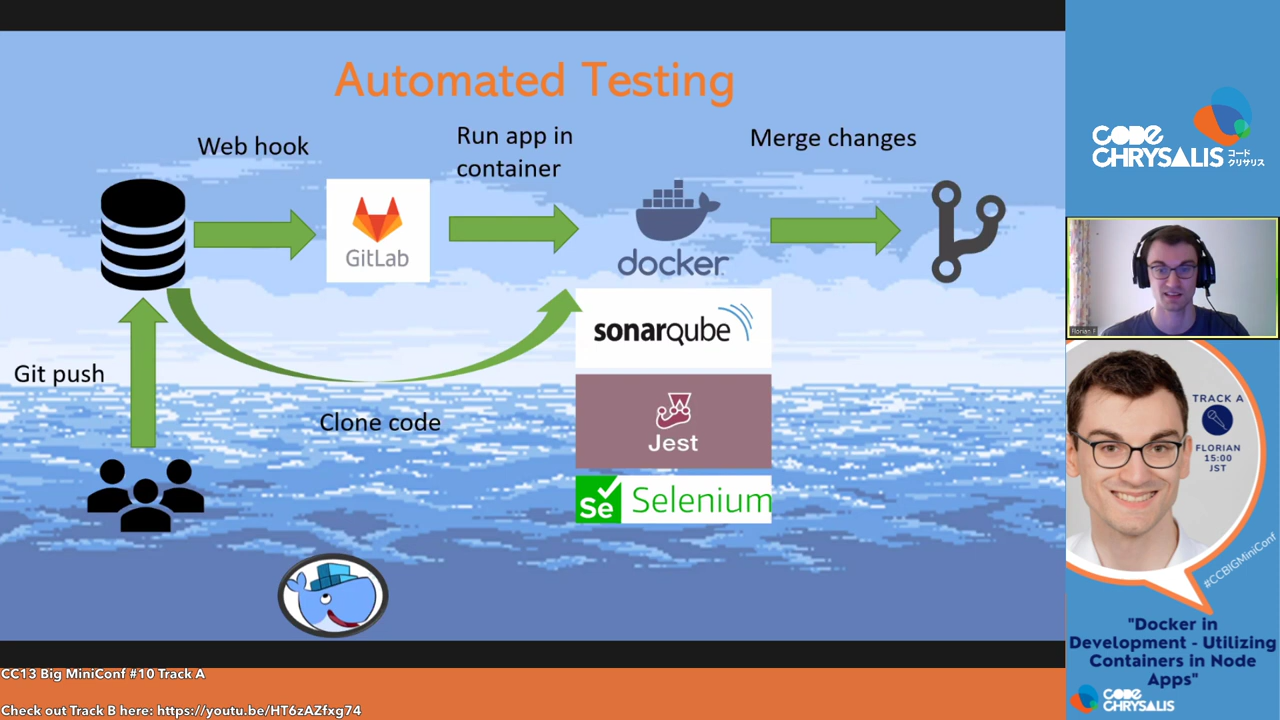 Automated Testing
Web hook
Run app in
container
Merge changes
GitLab
docker
sonarqube
Jest
Se Selenium
Git push
Clone code
CODE
CHRYSALIS
コード
クリサリス
Florian F
TRACK A
FLORIAN
15:00
JST
#CCBIGMiniConf
"Docker in
Development - Utilizing
Containers in Node
Apps"
CODE
CHRYSALIS
CC13 Big MiniConf #10 Track A
Check out Track B here: https://youtu.be/HT6zAZfxg74